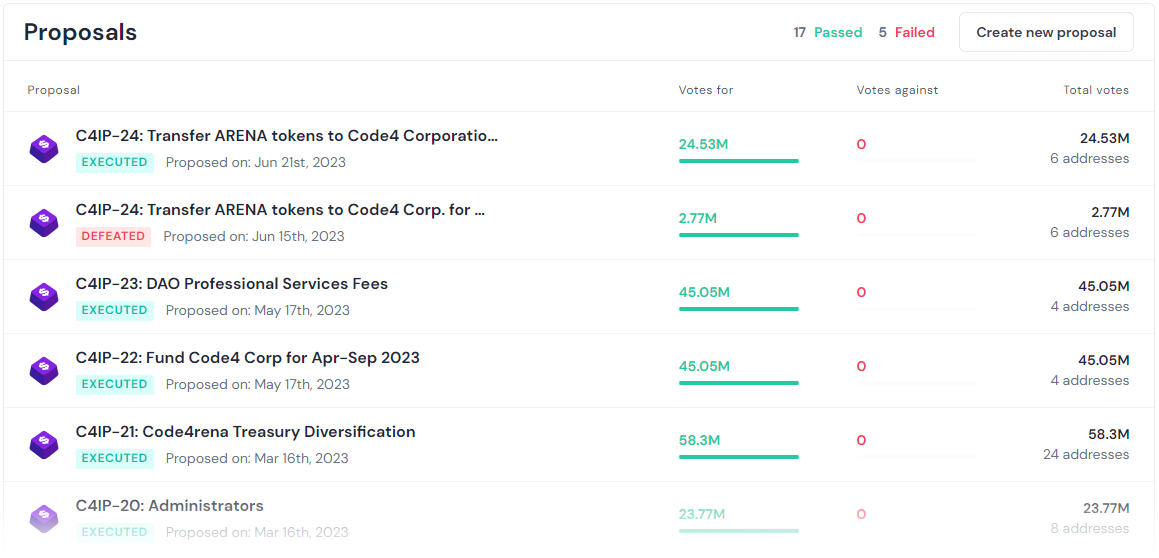 Proposals
17 Passed 5 Failed Create new proposal
Proposal Votes for Votes against Total votes
C4IP-24: Transfer ARENA tokens to Code4 Corporatio...
24.53M 0 24.53M
EXECUTED Proposed on: Jun 21st, 2023 6 addresses
C4IP-24: Transfer ARENA tokens to Code4 Corp. for ...
2.77M 0 2.77M
DEFEATED Proposed on: Jun 15th, 2023 6 addresses
C4IP-23: DAO Professional Services Fees
45.05M 0 45.05M
EXECUTED Proposed on: May 17th, 2023 4 addresses
C4IP-22: Fund Code4 Corp for Apr-Sep 2023
45.05M 0 45.05M
EXECUTED Proposed on: May 17th, 2023 4 addresses
C4IP-21: Code4rena Treasury Diversification
58.3M 0 58.3M
EXECUTED Proposed on: Mar 16th, 2023 24 addresses
C4IP-20: Administrators
23.77M 0 23.77M
EXECUTED Proposed on: Mar 16th, 2023 8 addresses